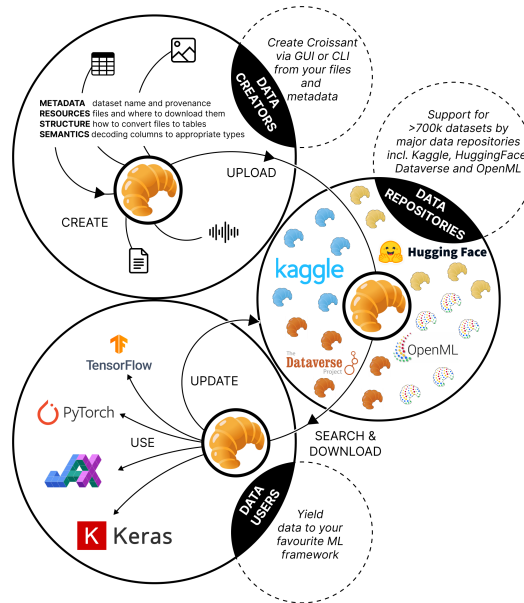 Create Croissant
via GUI or CLI
from your files
and
metadata
DATA
CREATORS
METADATA dataset name and provenance
RESOURCES files and where to download them
STRUCTURE how to convert files to tables
SEMANTICS decoding columns to appropriate types
UPLOAD
CREATE
Support for
>700k datasets by
major data repositories
incl. Kaggle, HuggingFace,
Dataverse and OpenML
DATA
REPOSITORIES
Hugging Face
kaggle
The
Dataverse
Project
OpenML
TensorFlow
UPDATE
PyTorch
USE
SEARCH &
DOWNLOAD
JAX
K Keras
DATA
USERS
Yield
data to your
favourite ML
framework